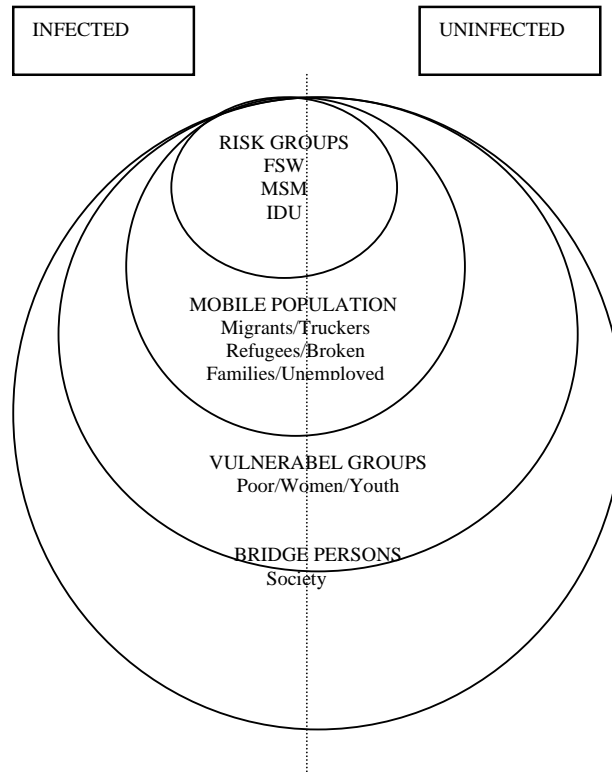 INFECTED
UNINFECTED
RISK GROUPS
FSW
MSM
IDU
MOBILE POPULATION
Migrants/Truckers
Refugees/Broken
Families/Unemployed
VULNERABEL GROUPS
Poor/Women/Youth
BRIDGE PERSONS
Society